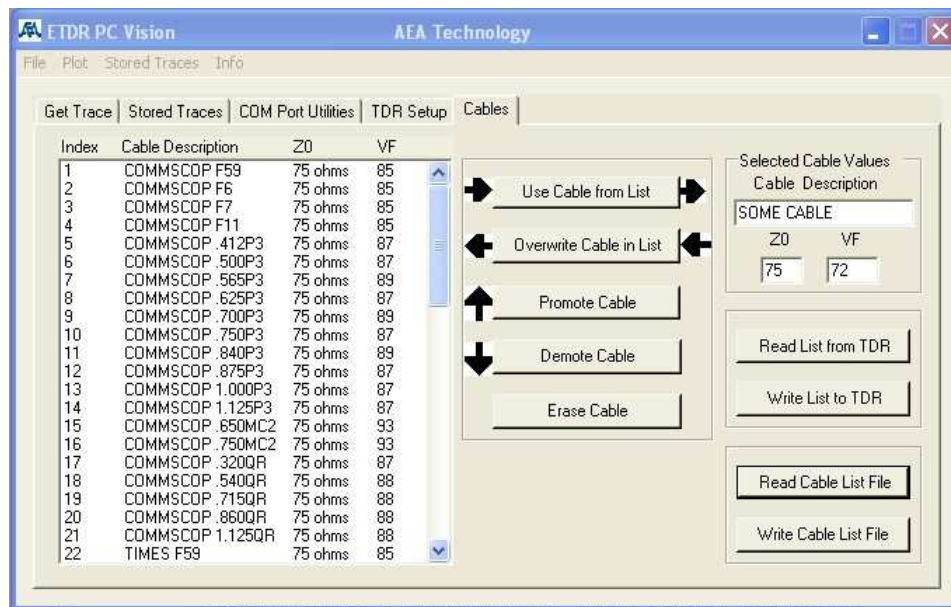 ETDR PC Vision AEA Technology
File Plot Stored Traces Info
Get Trace Stored Traces COM Port Utilities TDR Setup Cables
Index Cable Description Z0 VF
1 COMMSCOP F59 75 ohms 85
2 COMMSCOP F6 75 ohms 85
3 COMMSCOP F7 75 ohms 85
4 COMMSCOP F11 75 ohms 85
5 COMMSCOP .412P3 75 ohms 87
6 COMMSCOP .500P3 75 ohms 87
7 COMMSCOP .565P3 75 ohms 89
8 COMMSCOP .625P3 75 ohms 87
9 COMMSCOP .700P3 75 ohms 89
10 COMMSCOP .750P3 75 ohms 87
11 COMMSCOP .840P3 75 ohms 89
12 COMMSCOP .875P3 75 ohms 87
13 COMMSCOP 1.000P3 75 ohms 87
14 COMMSCOP 1.125P3 75 ohms 87
15 COMMSCOP .650MC2 75 ohms 93
16 COMMSCOP .750MC2 75 ohms 93
17 COMMSCOP .320QR 75 ohms 87
18 COMMSCOP .540QR 75 ohms 88
19 COMMSCOP .715QR 75 ohms 88
20 COMMSCOP .860QR 75 ohms 88
21 COMMSCOP 1.125QR 75 ohms 88
22 TIMES F59 75 ohms 85
Use Cable from List
Overwrite Cable in List
Promote Cable
Demote Cable
Erase Cable
Selected Cable Values
Cable Description
SOME CABLE
Z0 VF
75 72
Read List from TDR
Write List to TDR
Read Cable List File
Write Cable List File